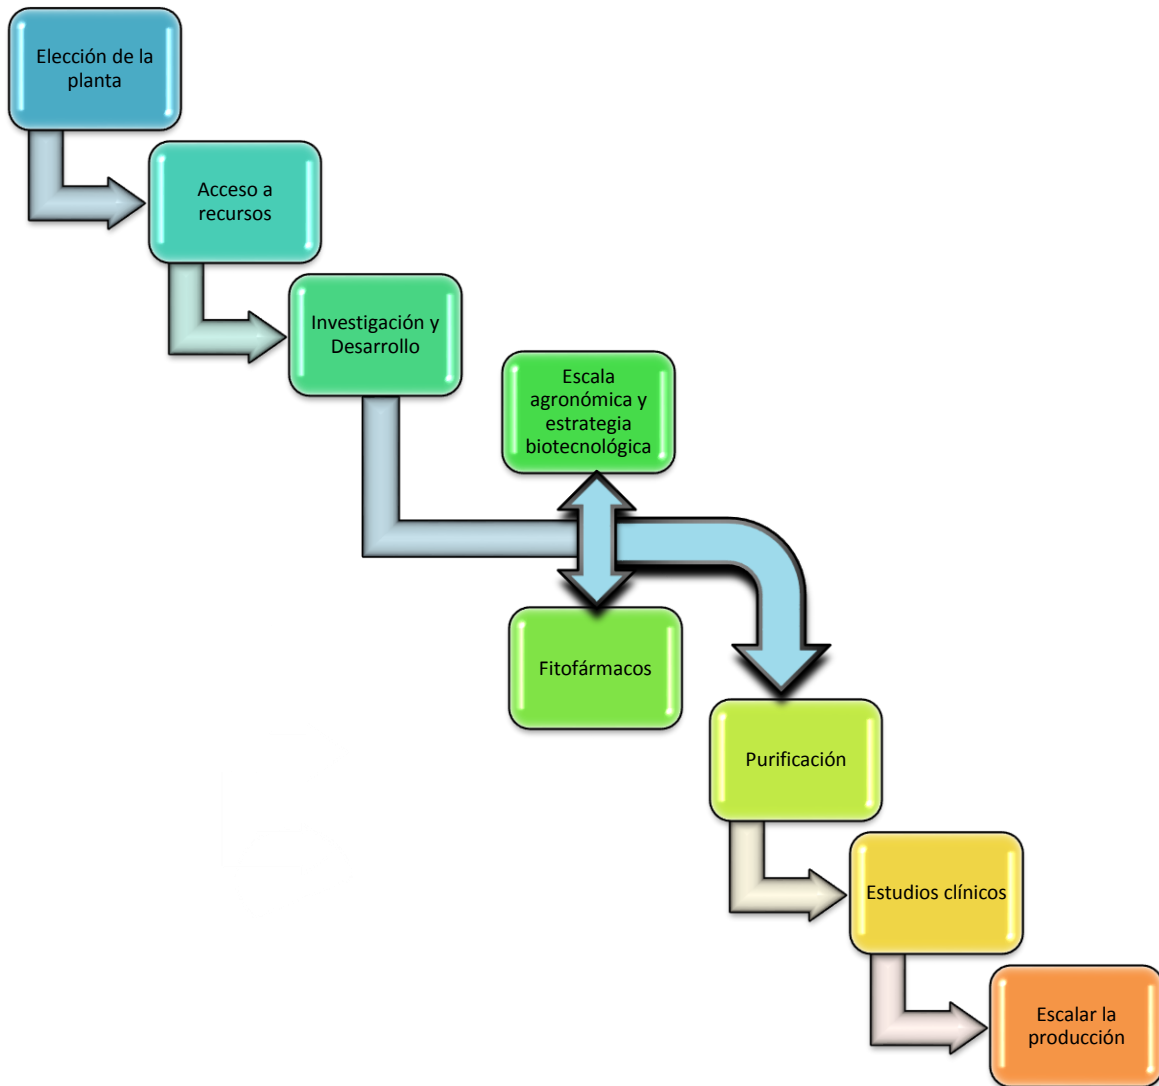 Elección de la
planta
Acceso a
recursos
Investigación y
Desarrollo
Escala
agronómica y
estrategia
biotecnológica
Fitofármacos
Purificación
Estudios clínicos
Escalar la
producción